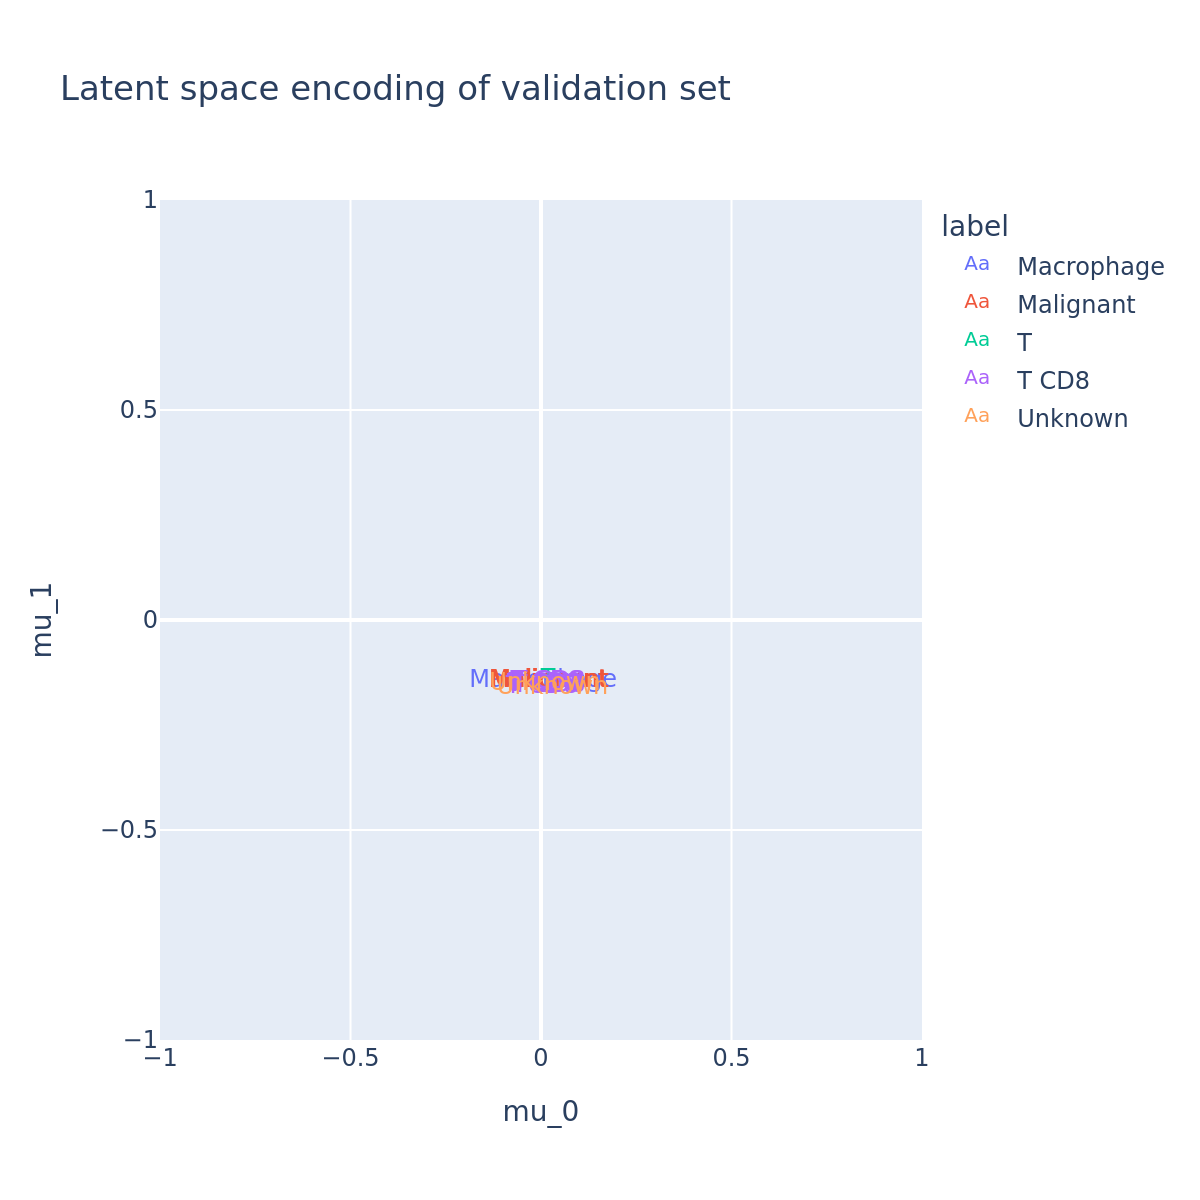 Latent space encoding of validation set
label
Aa Macrophage
Aa Malignant
Aa T
Aa T CD8
Aa Unknown
1
0.5
0
−0.5
−1
mu_1
Unknown
−1 −0.5 0 0.5 1
mu_0